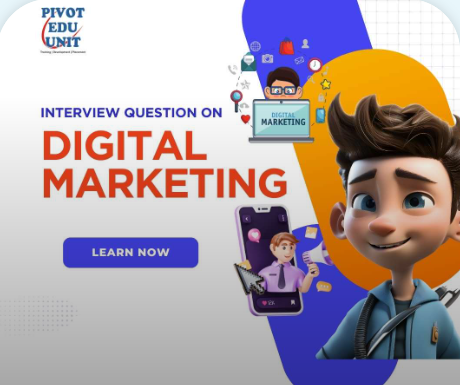 PIVOT
EDU
UNIT
Training | Development | Placement
INTERVIEW QUESTION ON
DIGITAL
MARKETING
LEARN NOW
DIGITAL
MARKETING